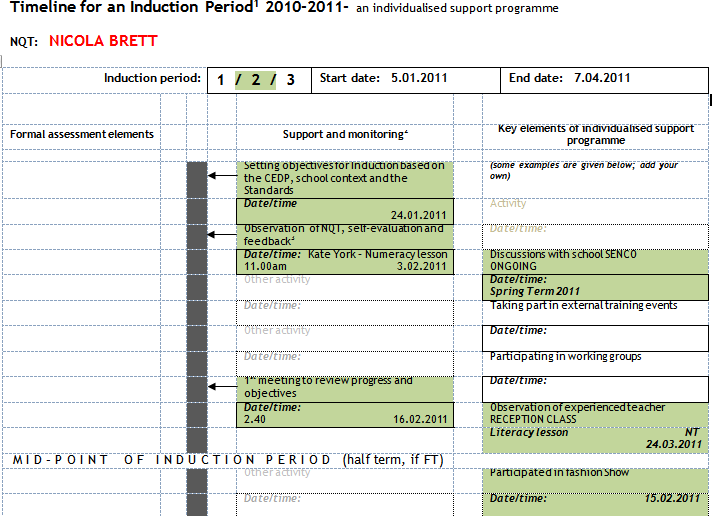 Timeline for an Induction Period¹ 2010-2011- an individualised support programme
NQT: NICOLA BRETT
Induction period: 1 / 2 / 3 Start date: 5.01.2011 End date: 7.04.2011
Formal assessment elements
Support and monitoring²
Key elements of individualised support
programme
Setting objectives for induction based on
the CEDP, school context and the
Standards
Date/time
24.01.2011
Observation of NQT, self-evaluation and
feedback³
Date/time: Kate York - Numeracy lesson
11.00am 3.02.2011
Other activity
Date/time:
Other activity
Date/time:
1st meeting to review progress and
objectives
Date/time:
2.40 16.02.2011
(some examples are given below; add your
own)
Activity
Date/time:
Discussions with school SENCO
ONGOING
Date/time:
Spring Term 2011
Taking part in external training events
Date/time:
Participating in working groups
Date/time:
Observation of experienced teacher
RECEPTION CLASS
Literacy lesson NT
24.03.2011
MID-POINT OF INDUCTION PERIOD (half term, if FT)
Other activity
Date/time:
Participated in fashion Show
Date/time: 15.02.2011